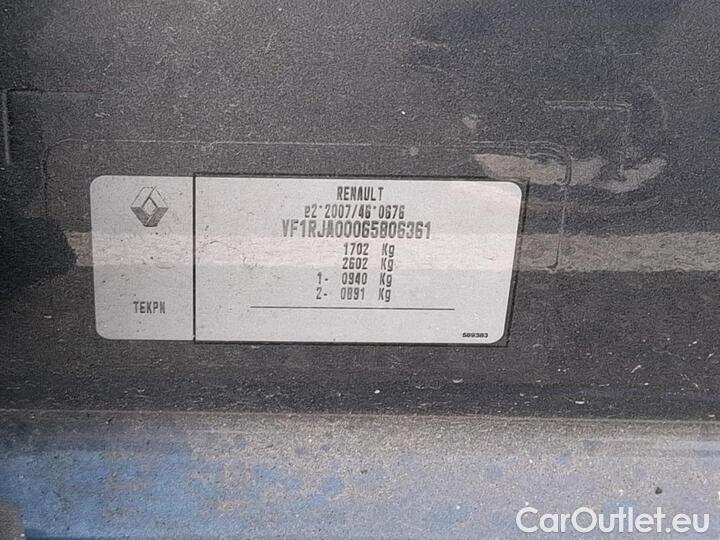 RENAULT
e2*2007/46*0676
VF1RJA00065806361
1702 Kg
2602 Kg
1- 0940 Kg
2- 0891 Kg
TEKPN
589383
CarOutlet.eu